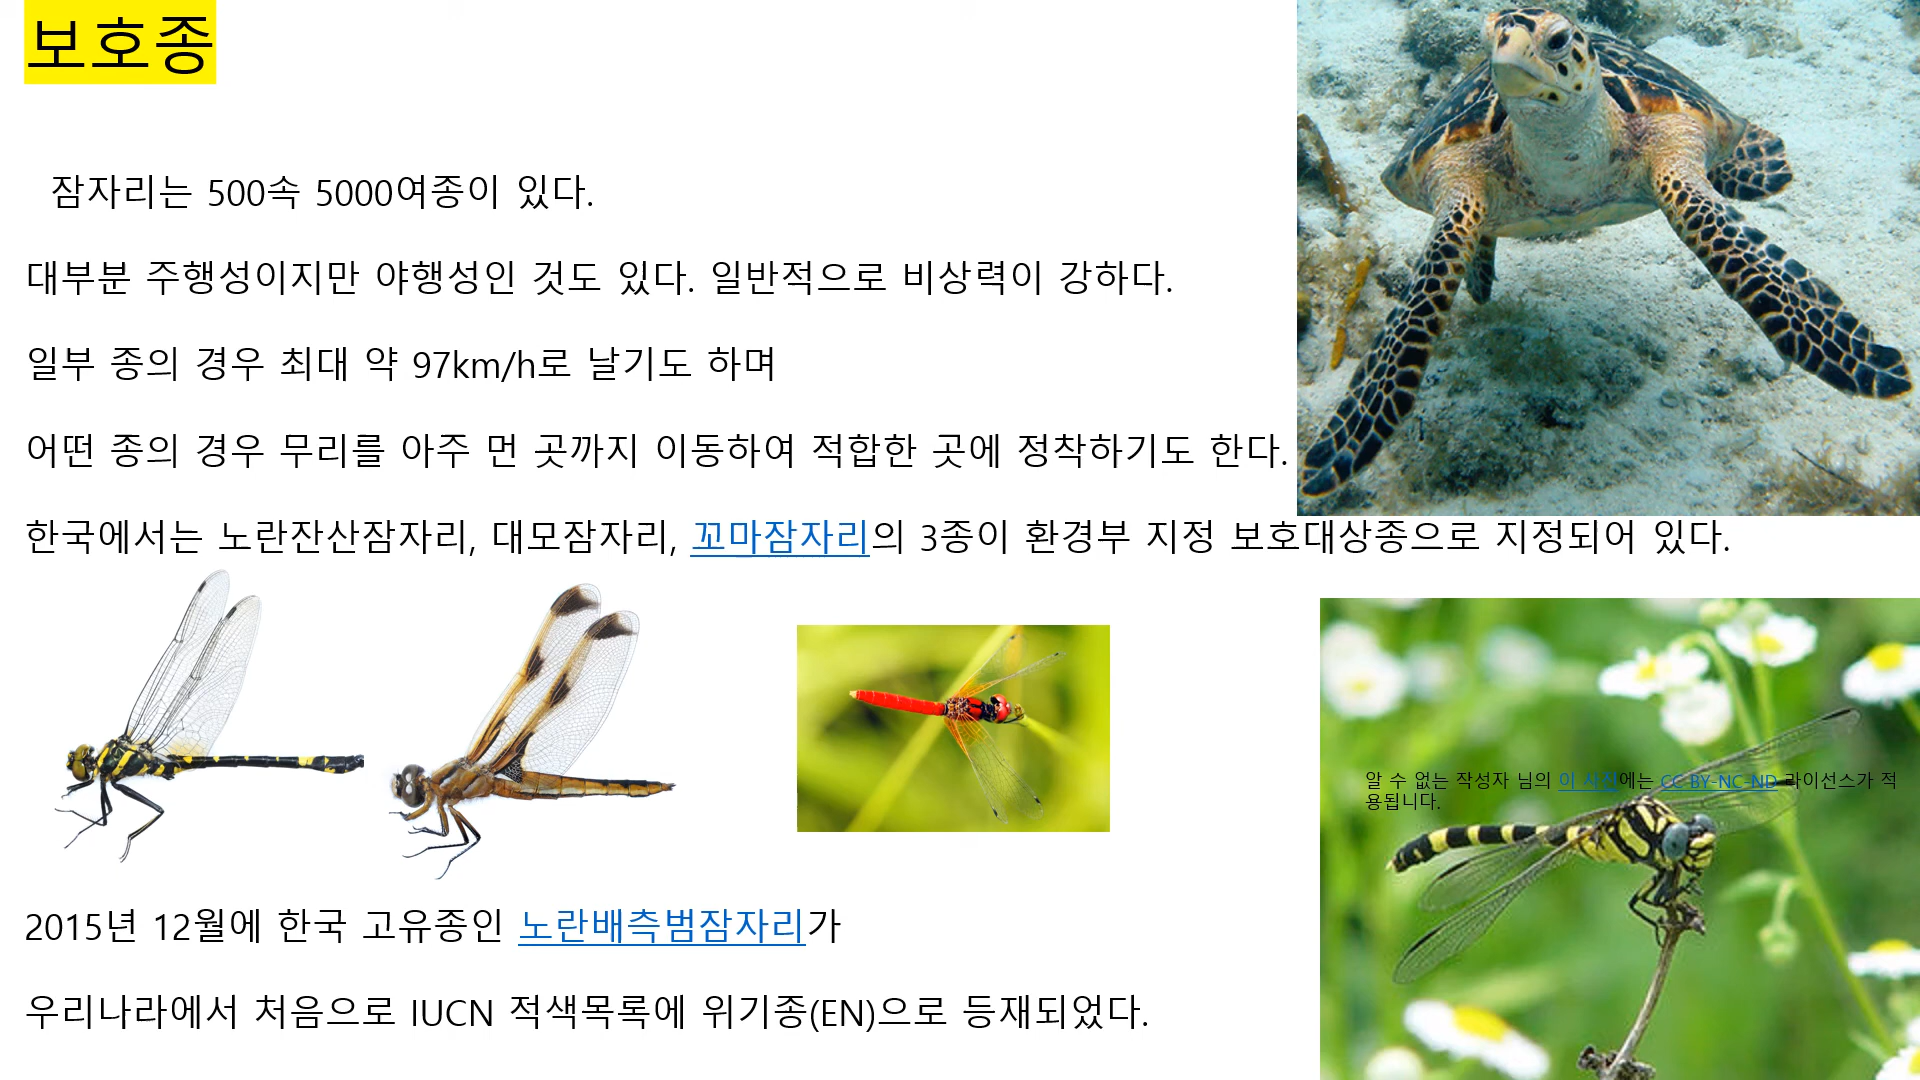 보호종
잠자리는 500속 5000여종이 있다.
대부분 주행성이지만 야행성인 것도 있다. 일반적으로 비상력이 강하다.
일부 종의 경우 최대 약 97km/h로 날기도 하며
어떤 종의 경우 무리를 아주 먼 곳까지 이동하여 적합한 곳에 정착하기도 한다.
한국에서는 노란잔산잠자리, 대모잠자리, 꼬마잠자리의 3종이 환경부 지정 보호대상종으로 지정되어 있다.
알 수 없는 작성자 님의 이 사진에는 CC BY-NC-ND 라이선스가 적
용됩니다.
2015년 12월에 한국 고유종인 노란배측범잠자리가
우리나라에서 처음으로 IUCN 적색목록에 위기종(EN)으로 등재되었다.